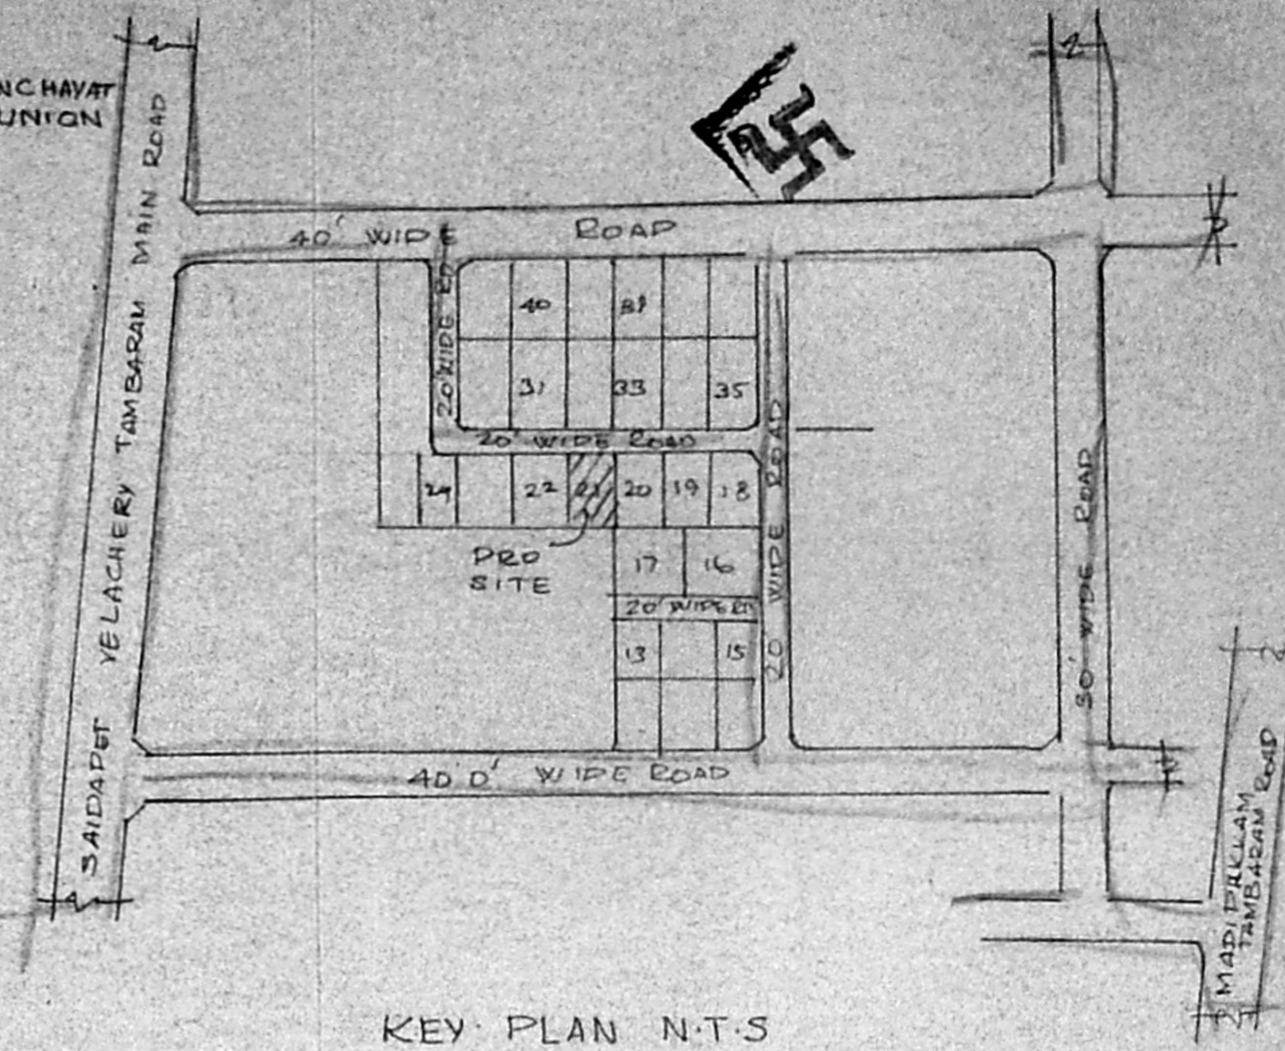 NCHAYAT
UNION
SAIDAPET VELACHERY TAMBARAM MAIN ROAD
40' WIDE ROAD
20' WIDE RD
40
31
33
35
20' WIDE ROAD
24
22
21
20
19
18
PRO
SITE
17
16
20' WIDE RD
13
15
20 WIDE ROAD
30' WIDE ROAD
40'0' WIDE ROAD
MADIPAKKAM
TAMBARAM ROAD
KEY PLAN N.T.S